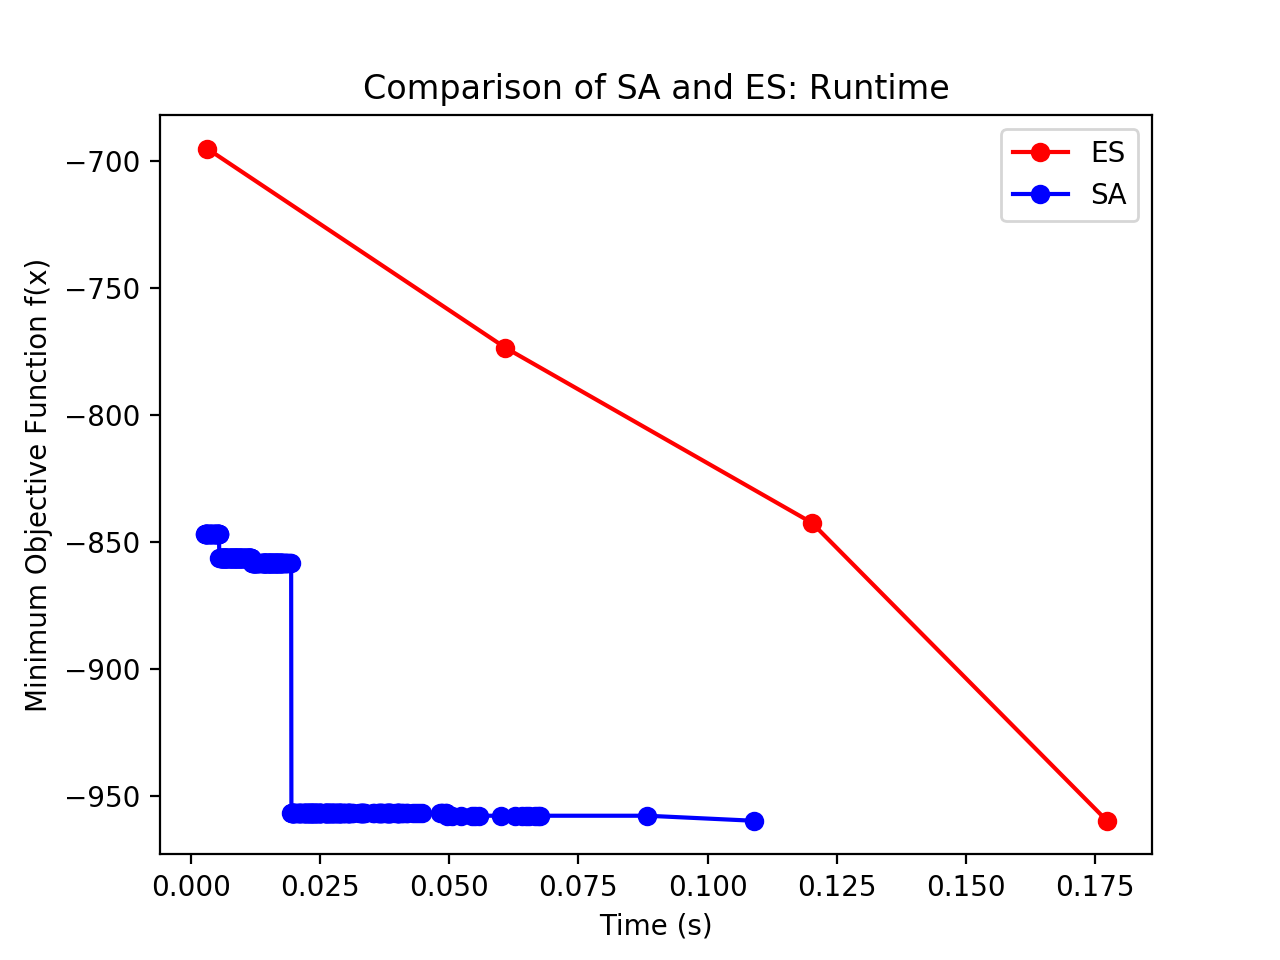 Comparison of SA and ES: Runtime
ES
SA
Minimum Objective Function f(x)
−700
−750
−800
−850
−900
−950
0.000 0.025 0.050 0.075 0.100 0.125 0.150 0.175
Time (s)